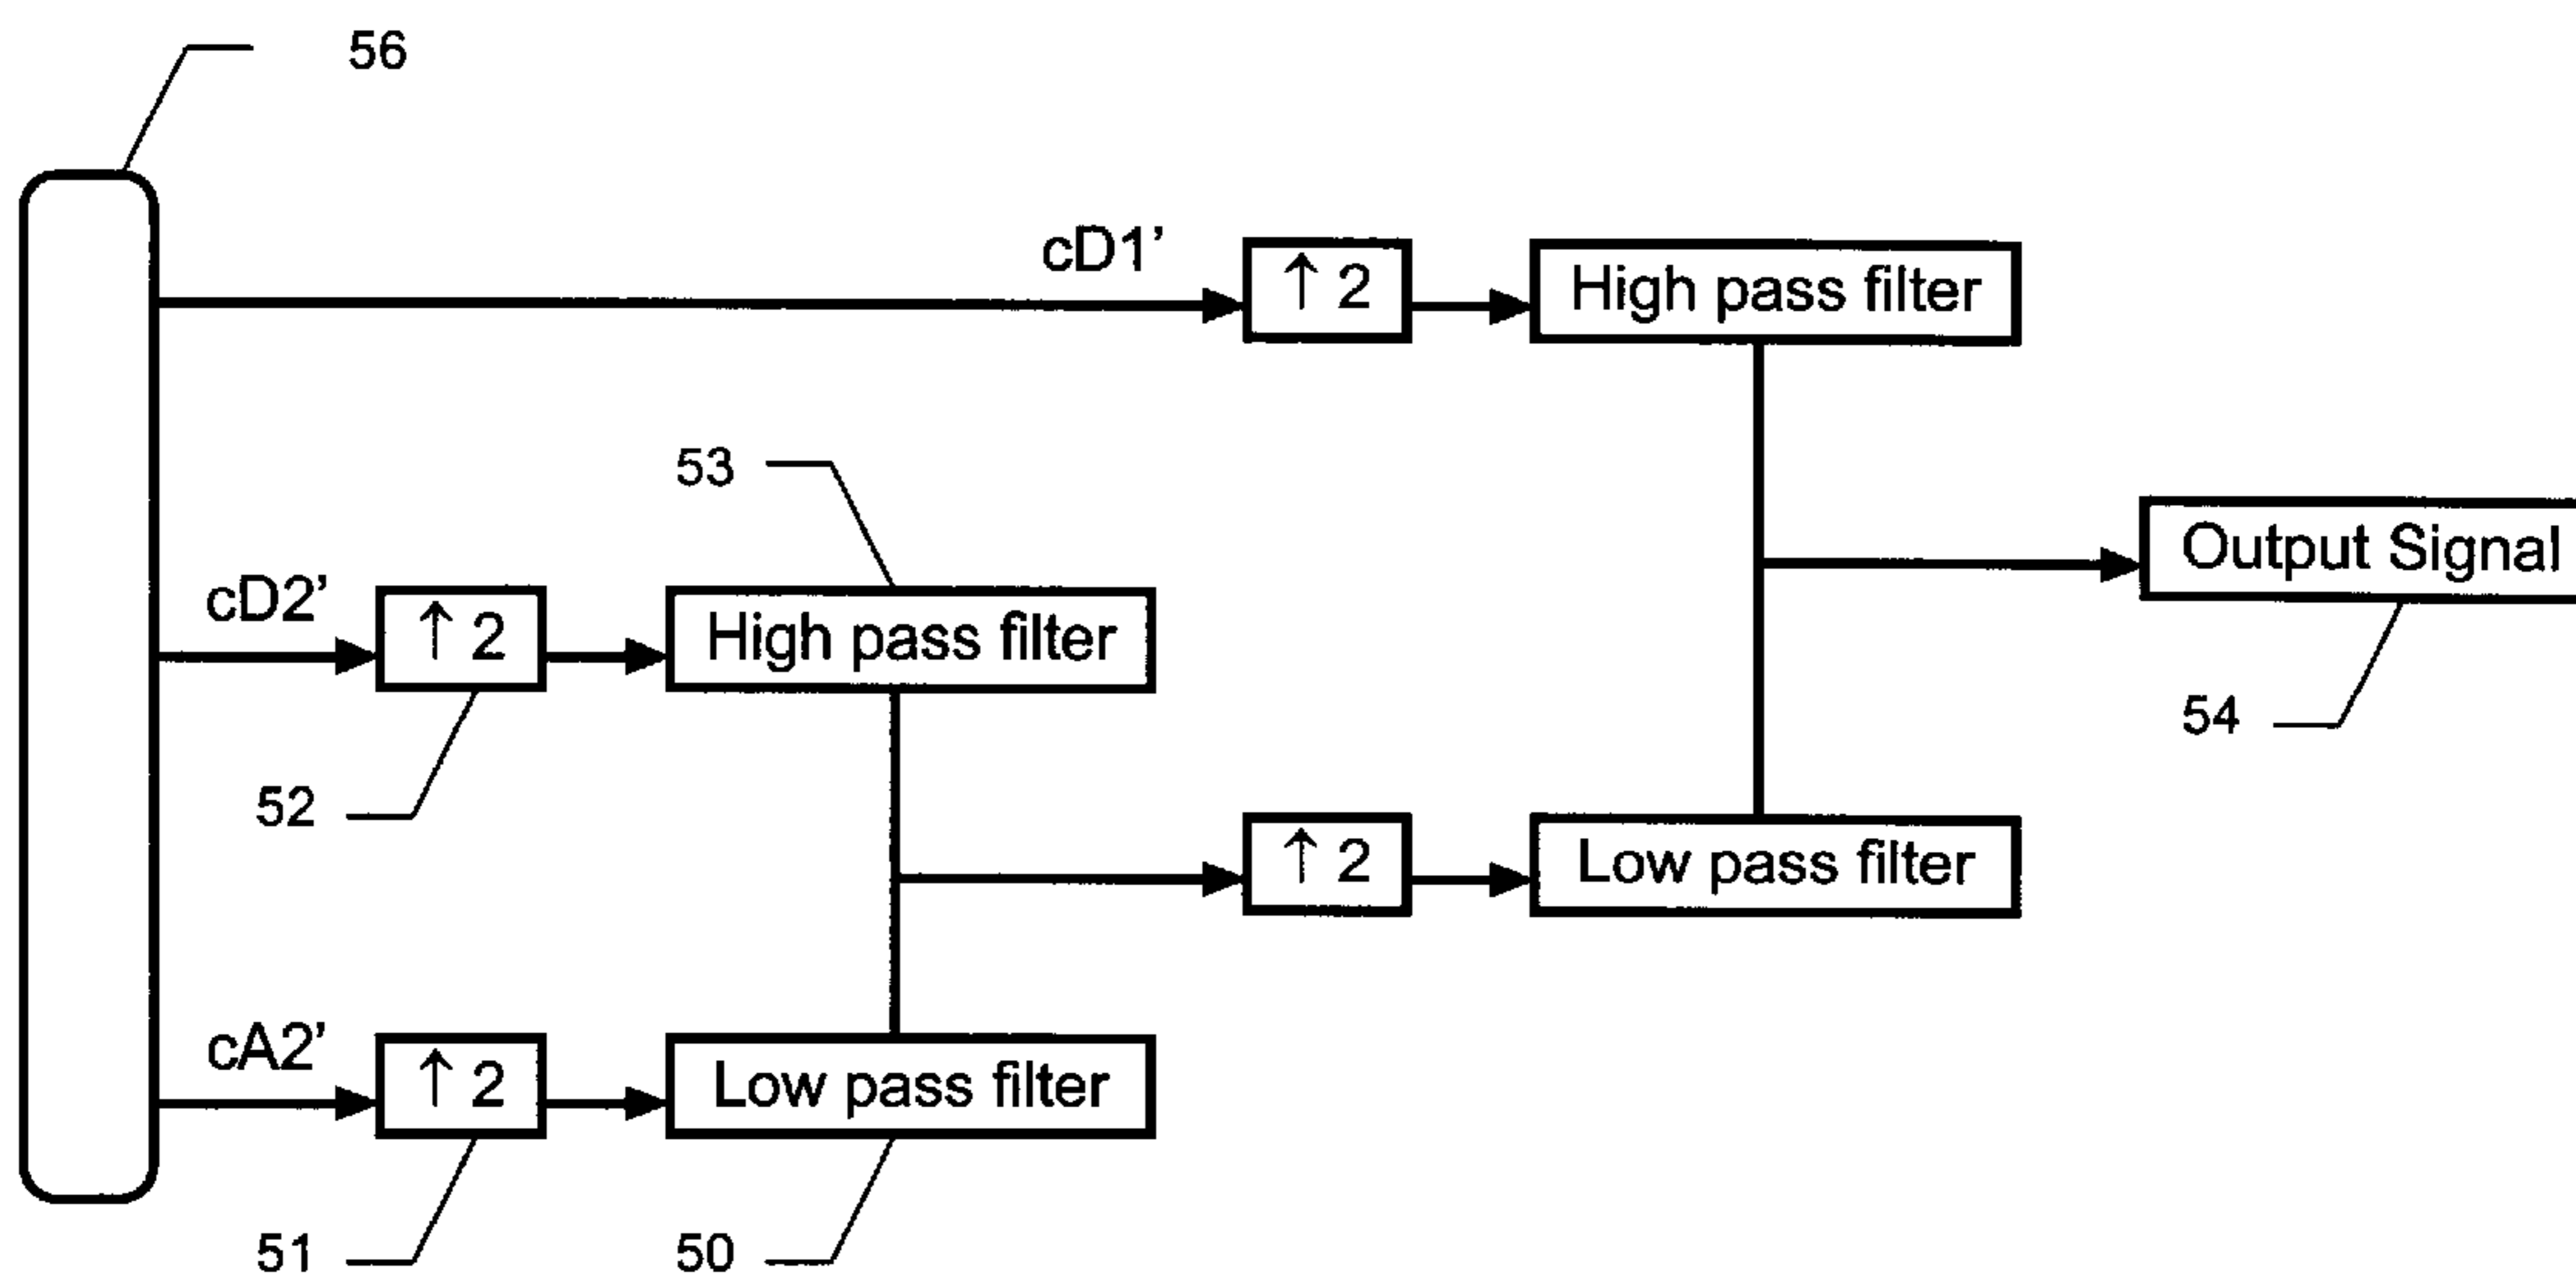 56
cD1’
↑ 2
High pass filter
53
cD2’
↑ 2
High pass filter
Output Signal
52
54
↑ 2
Low pass filter
cA2’
↑ 2
Low pass filter
51
50